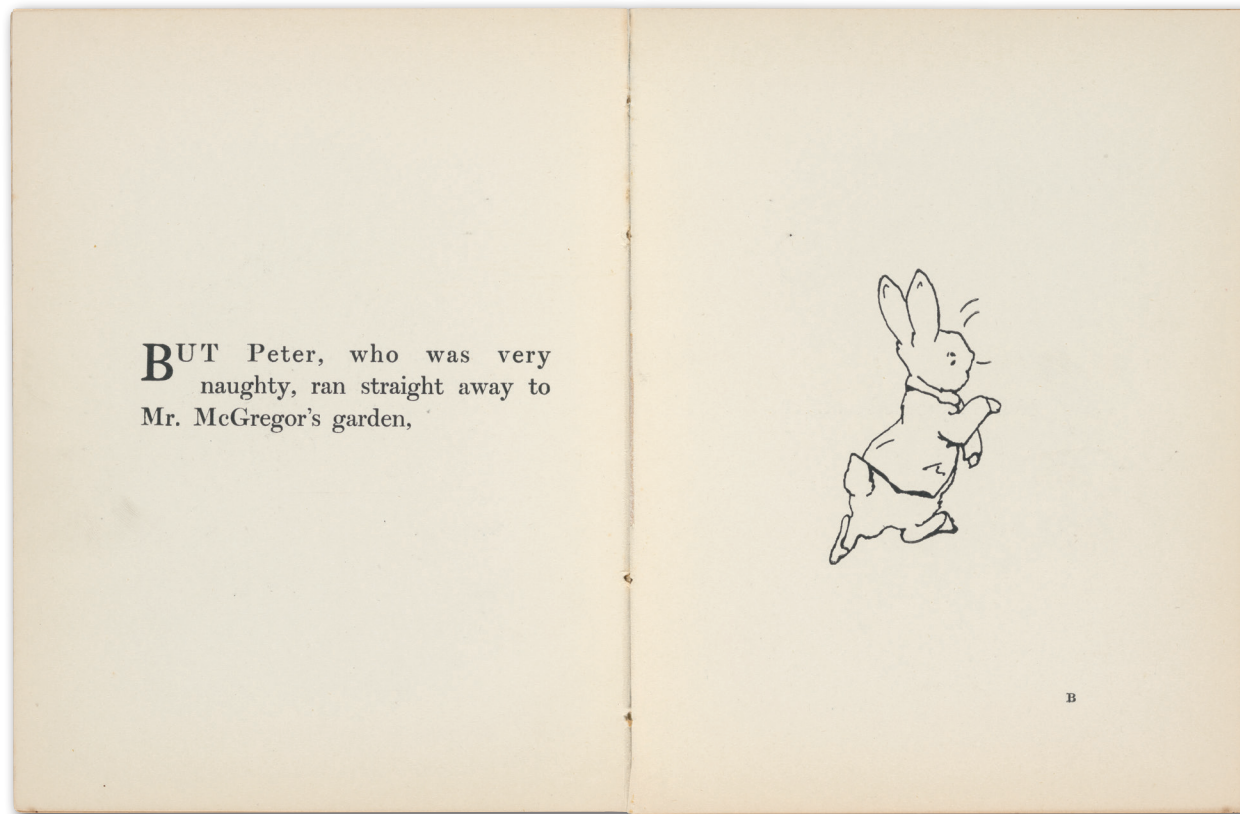 BUT Peter, who was very
naughty, ran straight away to
Mr. McGregor's garden,
B